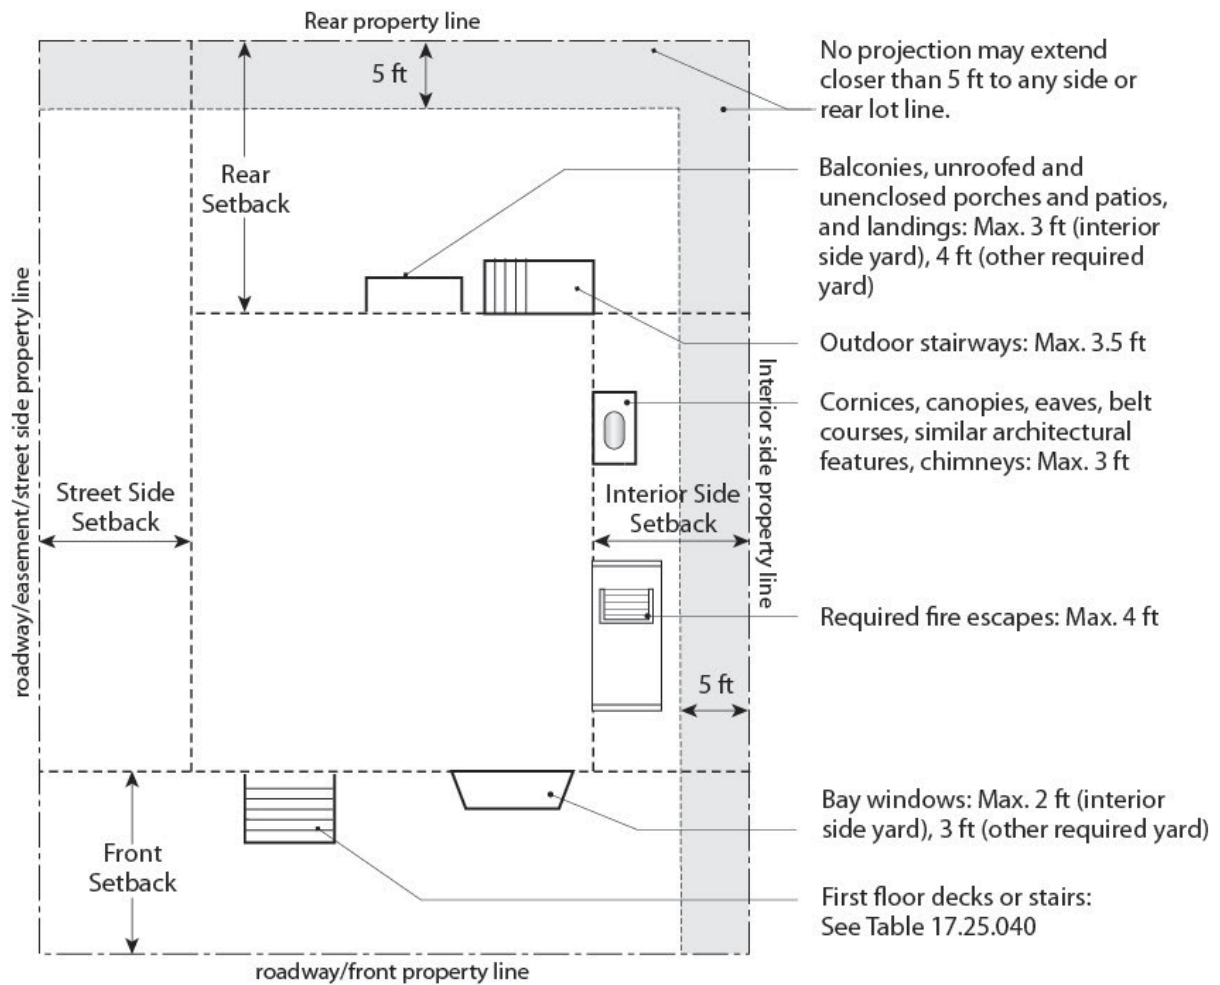 Rear property line
5 ft
No projection may extend
closer than 5 ft to any side or
rear lot line.
Rear
Setback
Balconies, unroofed and
unenclosed porches and patios,
and landings: Max. 3 ft (interior
side yard), 4 ft (other required
yard)
Outdoor stairways: Max. 3.5 ft
roadway/easement/street side property line
Interior side property line
Cornices, canopies, eaves, belt
courses, similar architectural
features, chimneys: Max. 3 ft
Street Side
Setback
Interior Side
Setback
Required fire escapes: Max. 4 ft
5 ft
Bay windows: Max. 2 ft (interior
side yard), 3 ft (other required yard)
Front
Setback
First floor decks or stairs:
See Table 17.25.040
roadway/front property line